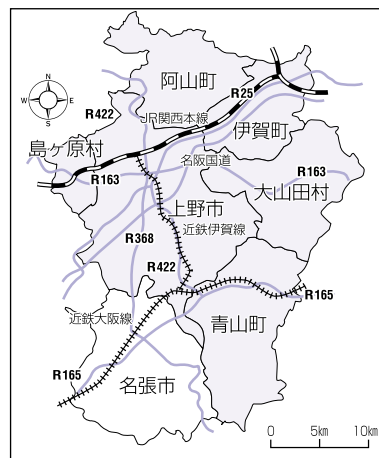 N
W
E
S
阿山町
R25
R422
JR関西本線
伊賀町
島ヶ原村
名阪国道
R163
R163
大山田村
上野市
R368
近鉄伊賀線
R422
R165
近鉄大阪線
青山町
R165
名張市
0 5km 10km